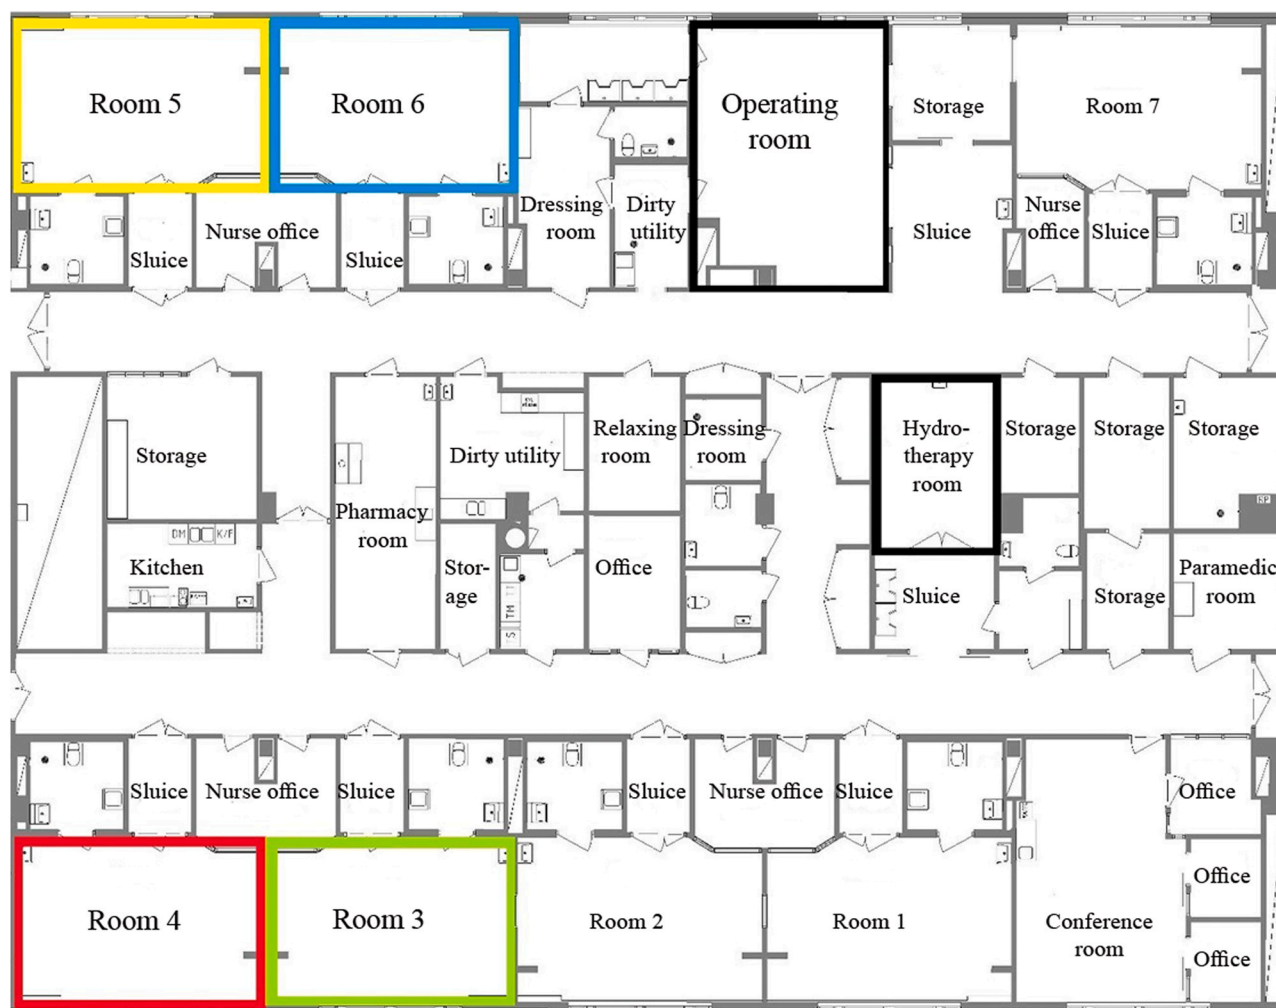 Room 5
Room 6
Operating
room
Storage
Room 7
Dressing
room
Dirty
utility
Nurse office
Sluice
Sluice
Sluice
Nurse
office
Sluice
Storage
Kitchen
DM
K/F
Pharmacy
room
Dirty utility
Stor-
age
TM
Relaxing
room
Office
Dressing
room
Hydro-
therapy
room
Sluice
Storage
Storage
Storage
Storage
Paramedic
room
Sluice
Nurse office
Sluice
Sluice
Nurse office
Sluice
Office
Office
Office
Room 4
Room 3
Room 2
Room 1
Conference
room